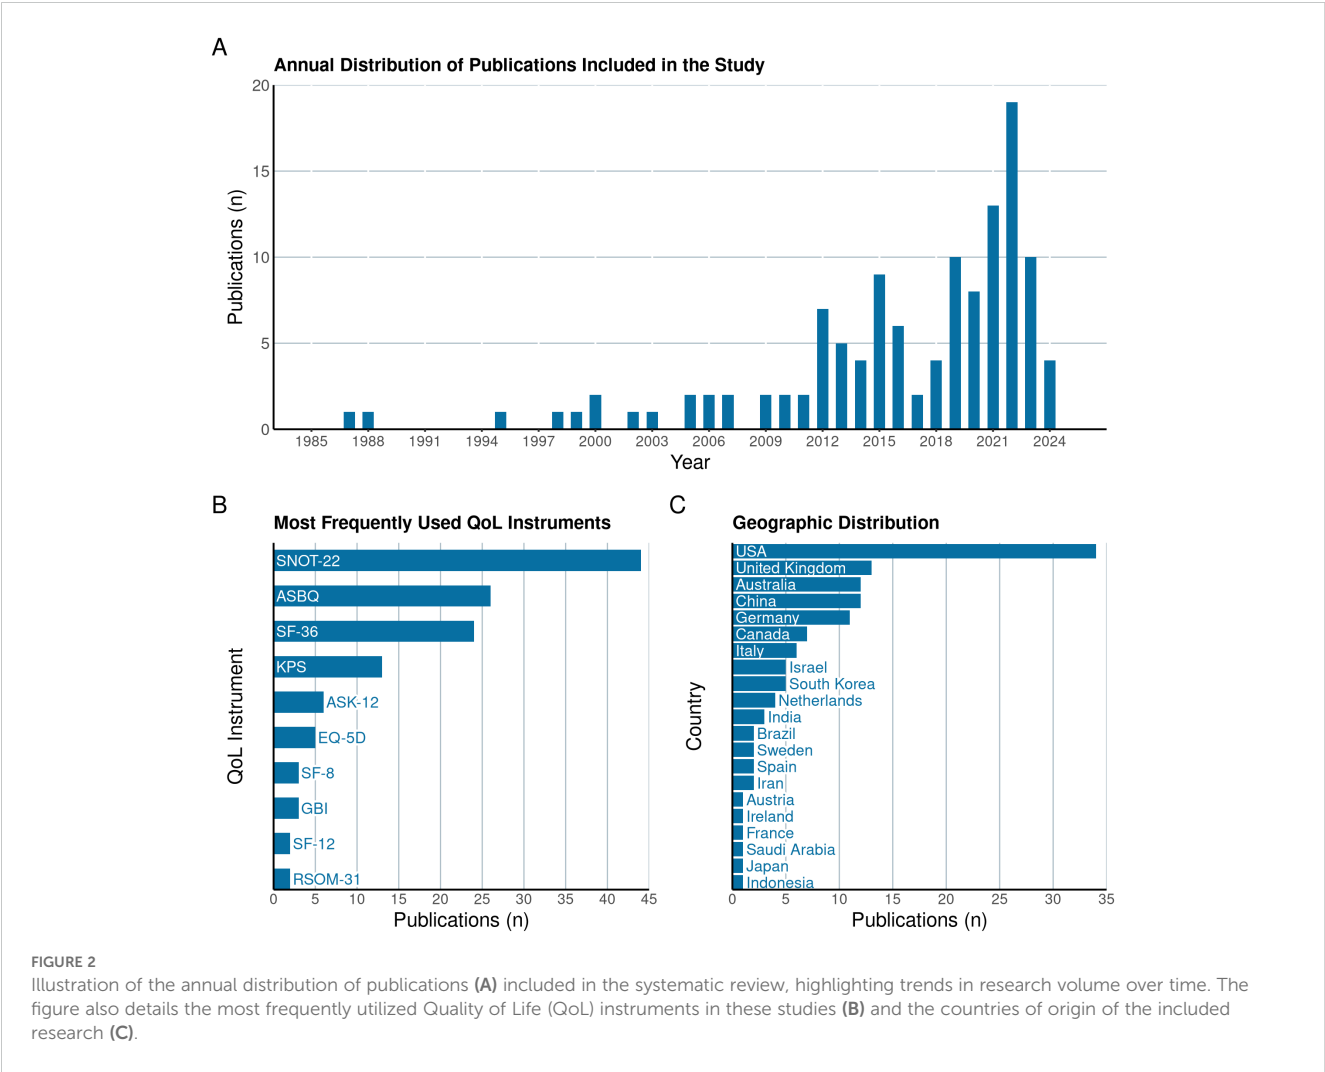 A
Annual Distribution of Publications Included in the Study
20
15
10
5
0
Publications (n)
1985 1988 1991 1994 1997 2000 2003 2006 2009 2012 2015 2018 2021 2024
Year
B
Most Frequently Used QoL Instruments
QoL Instrument
SNOT-22
ASBQ
SF-36
KPS
ASK-12
EQ-5D
SF-8
GBI
SF-12
RSOM-31
0 5 10 15 20 25 30 35 40 45
Publications (n)
C
Geographic Distribution
Country
USA
United Kingdom
Australia
China
Germany
Canada
Italy
Israel
South Korea
Netherlands
India
Brazil
Sweden
Spain
Iran
Austria
Ireland
France
Saudi Arabia
Japan
Indonesia
0 5 10 15 20 25 30 35
Publications (n)
FIGURE 2
Illustration of the annual distribution of publications (A) included in the systematic review, highlighting trends in research volume over time. The
figure also details the most frequently utilized Quality of Life (QoL) instruments in these studies (B) and the countries of origin of the included
research (C).